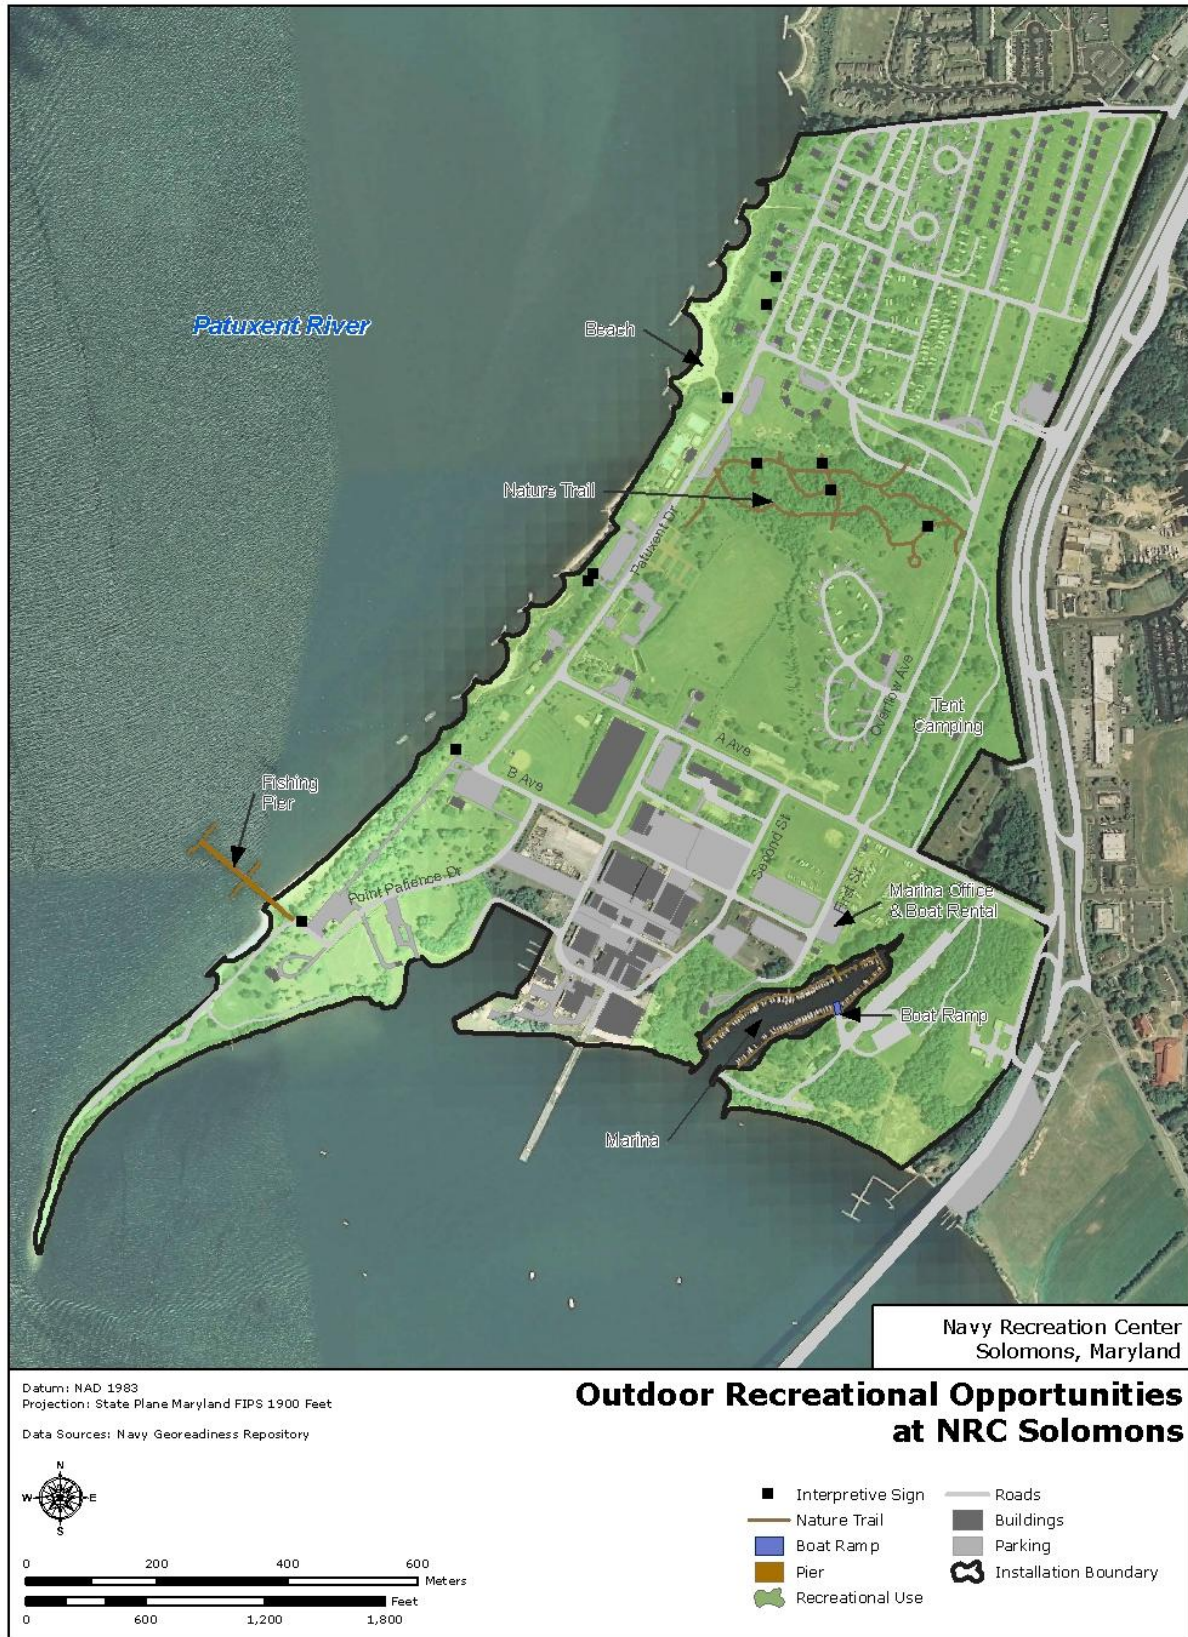 Patuxent River
Beach
Nature Trail
Patuxent Dr
Overflow Ave
Tent
Camping
A Ave
B Ave
Fishing
Pier
Second St
Point Patience Dr
First St
Marina Office
& Boat Rental
Boat Ramp
Marina
Navy Recreation Center
Solomons, Maryland
Datum: NAD 1983
Projection: State Plane Maryland FIPS 1900 Feet
Data Sources: Navy Georeadiness Repository
Outdoor Recreational Opportunities
at NRC Solomons
N
W E
S
0 200 400 600
Meters
Feet
0 600 1,200 1,800
Interpretive Sign
Nature Trail
Boat Ramp
Pier
Recreational Use
Roads
Buildings
Parking
Installation Boundary